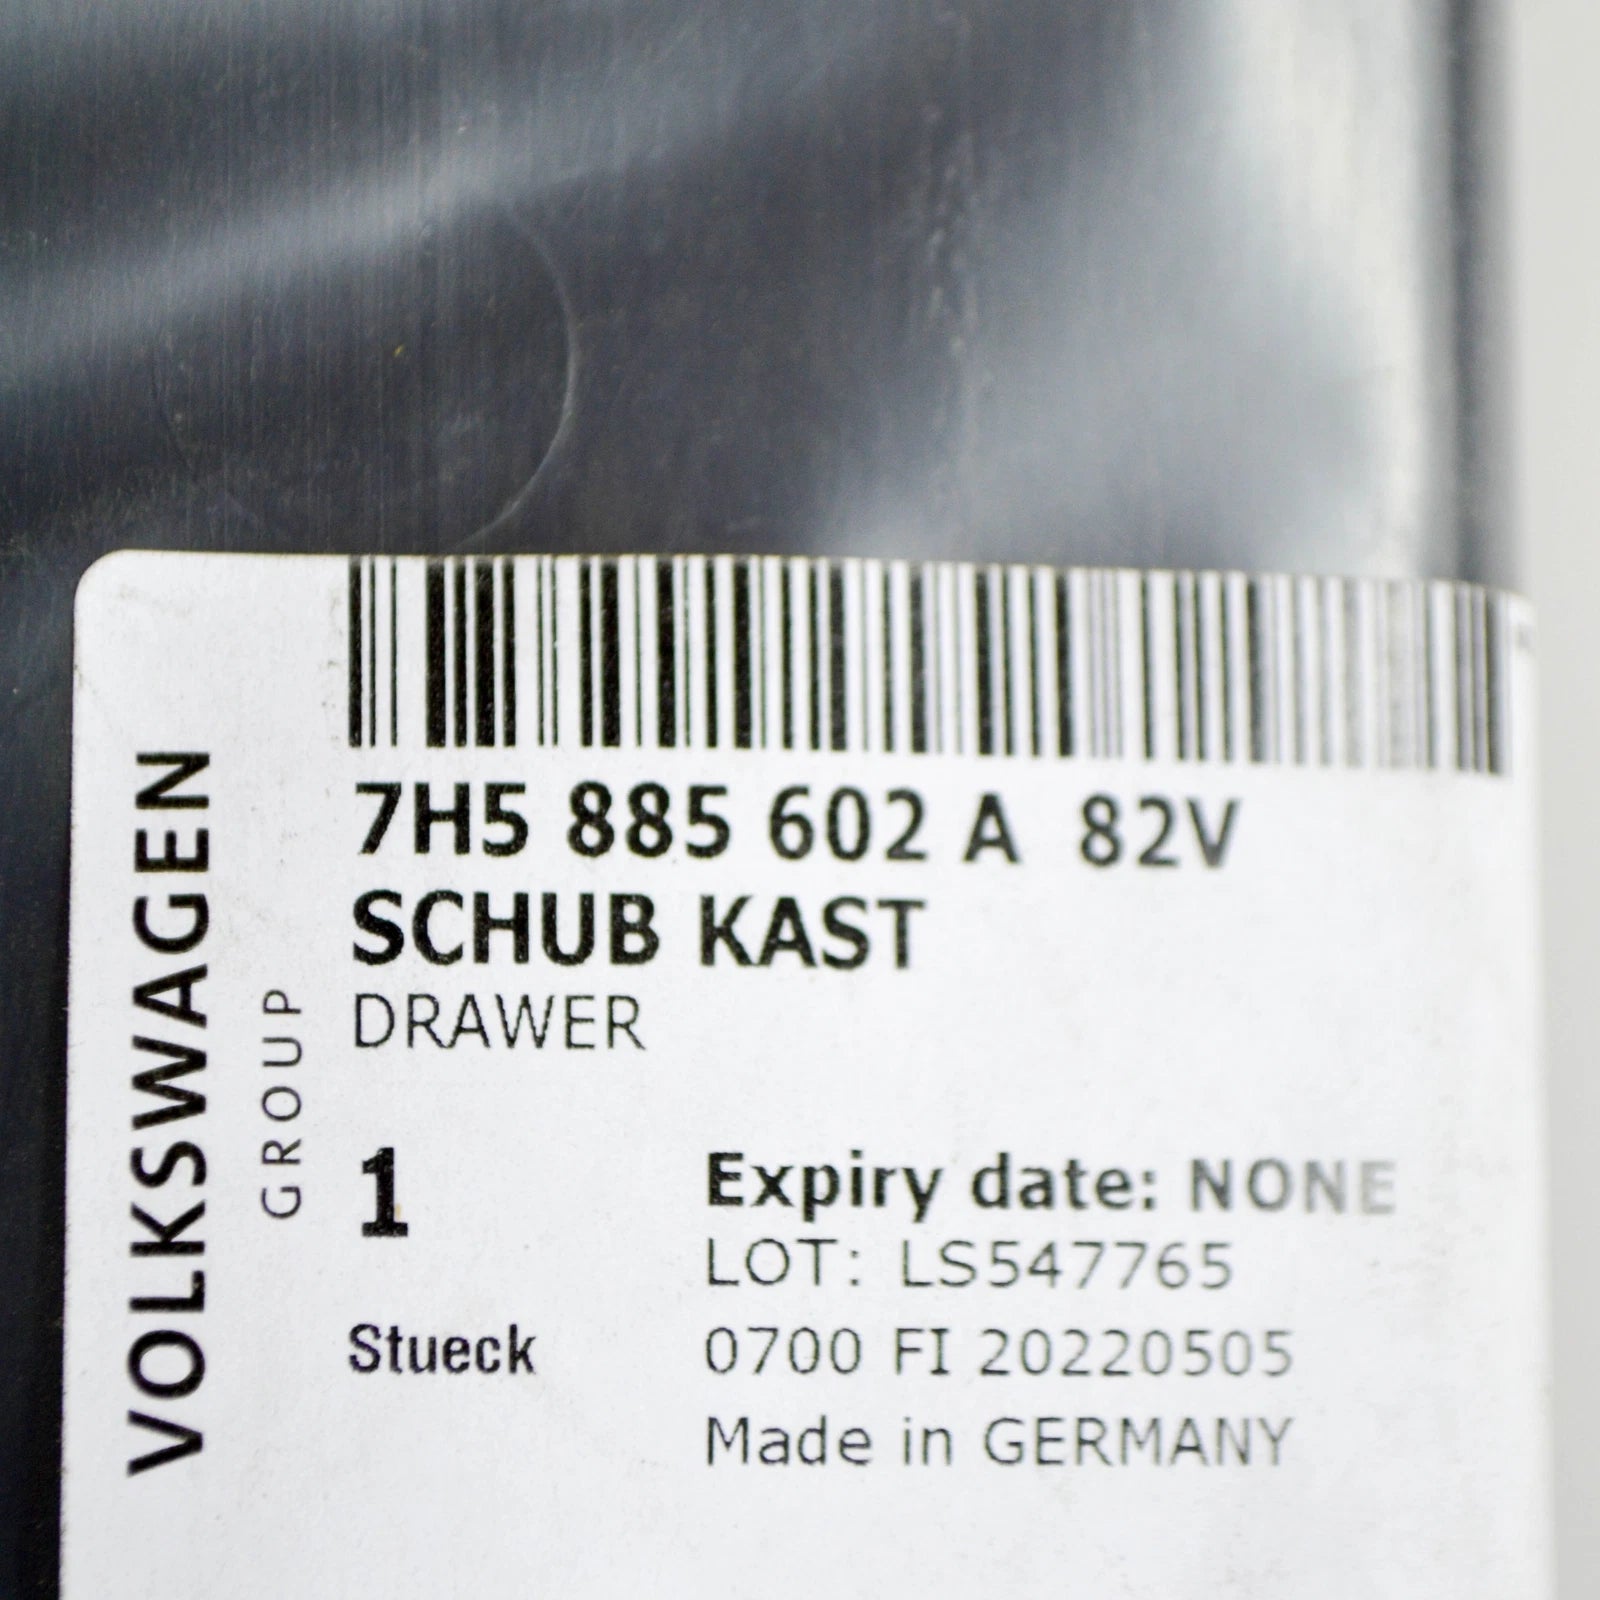 VOLKSWAGEN
GROUP
7H5 885 602 A 82V
SCHUB KAST
DRAWER
1
Stueck
Expiry date: NONE
LOT: LS547765
0700 FI 20220505
Made in GERMANY